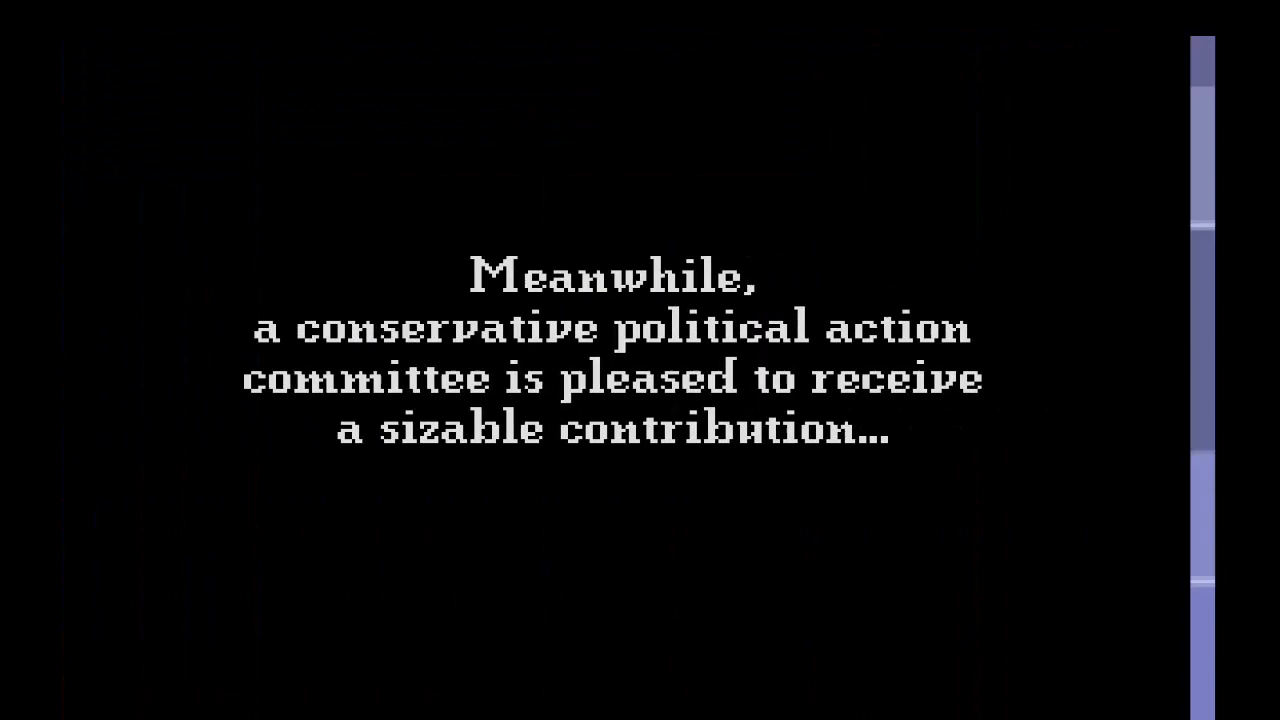 Meanwhile,
a conservative political action
committee is pleased to receive
a sizable contribution...